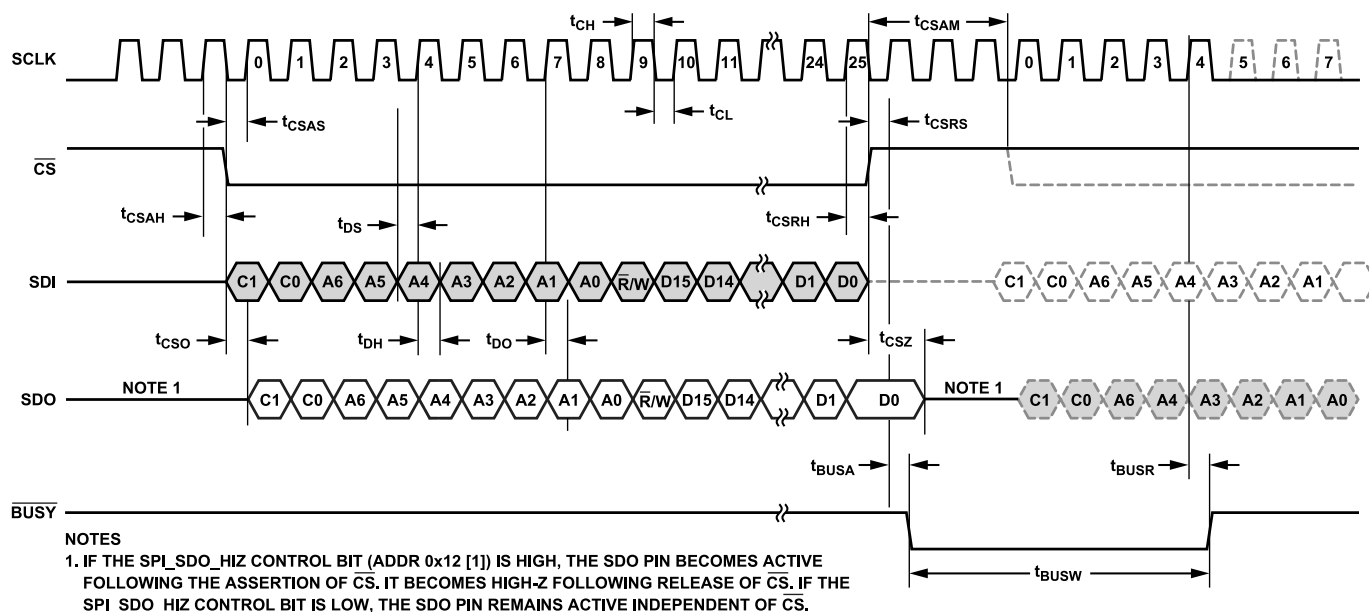 tCH
tCSAM
SCLK
0 1 2 3 4 5 6 7 8 9 10 11 24 25 0 1 2 3 4 5 6 7
tCSAS
tCL
tCSRS
CS
tCSAH
tDS
tCSRH
SDI
C1 C0 A6 A5 A4 A3 A2 A1 A0 R/W D15 D14 D1 D0 C1 C0 A6 A5 A4 A3 A2 A1
tCSO
tDH
tDO
tCSZ
SDO
NOTE 1
C1 C0 A6 A5 A4 A3 A2 A1 A0 R/W D15 D14 D1 D0
NOTE 1
C1 C0 A6 A4 A3 A2 A1 A0
tBUSA
tBUSR
BUSY
tBUSW
NOTES
1. IF THE SPI_SDO_HIZ CONTROL BIT (ADDR 0x12 [1]) IS HIGH, THE SDO PIN BECOMES ACTIVE
FOLLOWING THE ASSERTION OF CS. IT BECOMES HIGH-Z FOLLOWING RELEASE OF CS. IF THE
SPI_SDO_HIZ CONTROL BIT IS LOW, THE SDO PIN REMAINS ACTIVE INDEPENDENT OF CS.